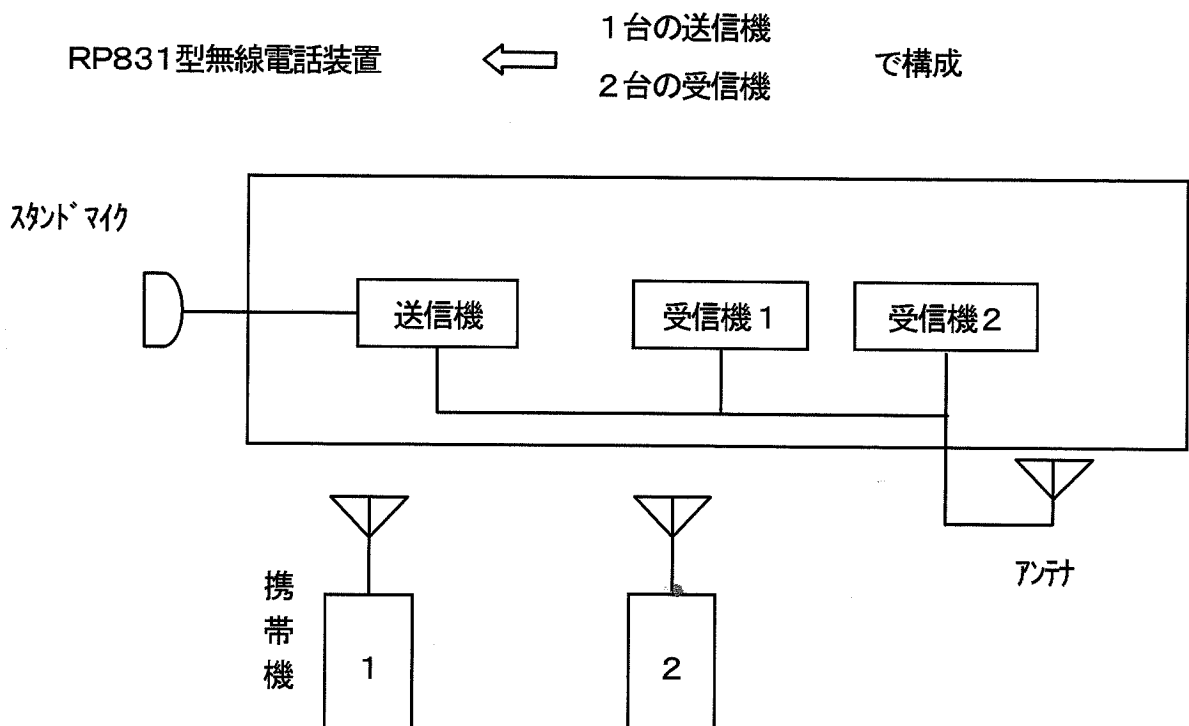 1台の送信機
RP831型無線電話装置
で構成
2台の受信機
スタンドマイク
送信機
受信機1
受信機2
アンテナ
携帯機
1
2